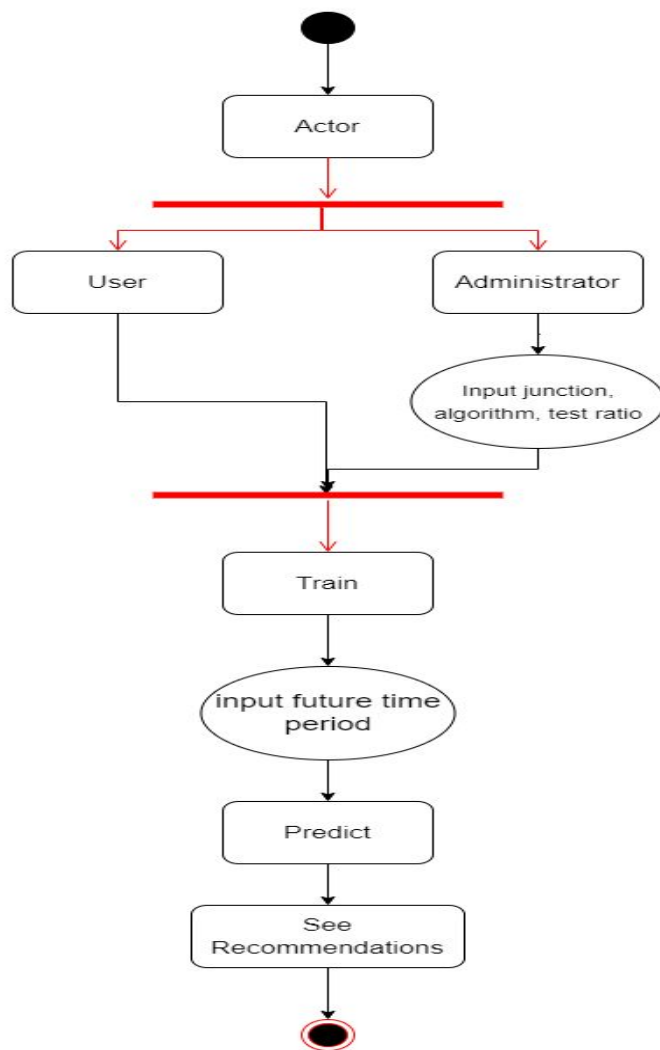 Actor
User
Administrator
Input junction,
algorithm, test ratio
Train
input future time
period
Predict
See
Recommendations